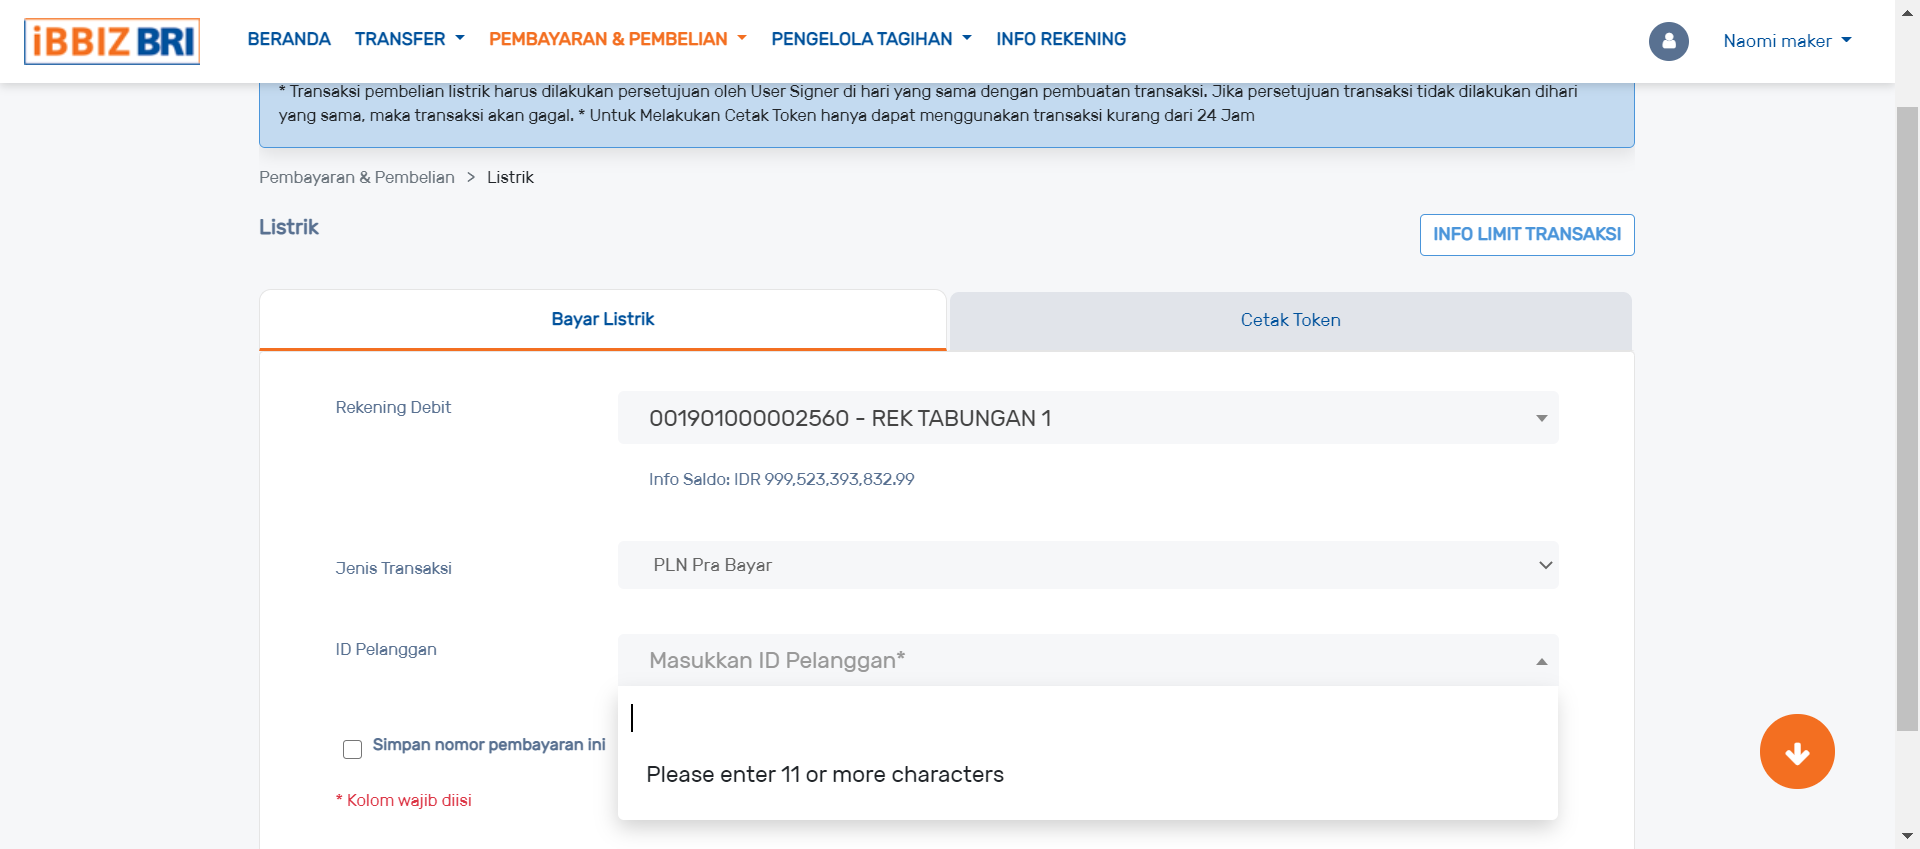 iBBIZ BRI
BERANDA TRANSFER PEMBAYARAN & PEMBELIAN PENGELOLA TAGIHAN INFO REKENING
Naomi maker
* Transaksi pembelian listrik harus dilakukan persetujuan oleh User Signer di hari yang sama dengan pembuatan transaksi. Jika persetujuan transaksi tidak dilakukan dihari
yang sama, maka transaksi akan gagal. * Untuk Melakukan Cetak Token hanya dapat menggunakan transaksi kurang dari 24 Jam
Pembayaran & Pembelian > Listrik
Listrik
INFO LIMIT TRANSAKSI
Bayar Listrik
Cetak Token
Rekening Debit
001901000002560 - REK TABUNGAN 1
Info Saldo: IDR 999,523,393,832.99
Jenis Transaksi
PLN Pra Bayar
ID Pelanggan
Masukkan ID Pelanggan*
Please enter 11 or more characters
Simpan nomor pembayaran ini
* Kolom wajib diisi